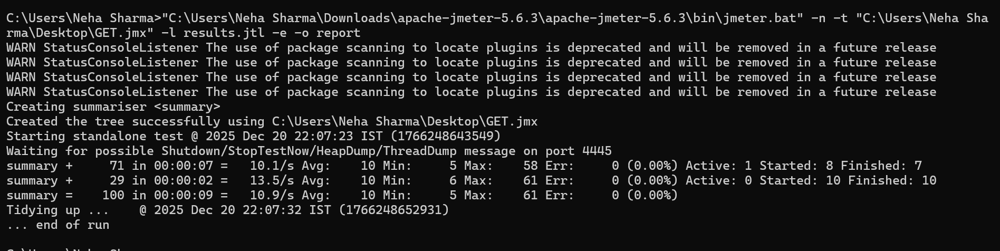 C:\Users\Neha Sharma>"C:\Users\Neha Sharma\Downloads\apache-jmeter-5.6.3\apache-jmeter-5.6.3\bin\jmeter.bat" -n -t "C:\Users\Neha Sha
rma\Desktop\GET.jmx" -l results.jtl -e -o report
WARN StatusConsoleListener The use of package scanning to locate plugins is deprecated and will be removed in a future release
WARN StatusConsoleListener The use of package scanning to locate plugins is deprecated and will be removed in a future release
WARN StatusConsoleListener The use of package scanning to locate plugins is deprecated and will be removed in a future release
WARN StatusConsoleListener The use of package scanning to locate plugins is deprecated and will be removed in a future release
Creating summariser <summary>
Created the tree successfully using C:\Users\Neha Sharma\Desktop\GET.jmx
Starting standalone test @ 2025 Dec 20 22:07:23 IST (1766248643549)
Waiting for possible Shutdown/StopTestNow/HeapDump/ThreadDump message on port 4445
summary +     71 in 00:00:07 =   10.1/s Avg:    10 Min:     5 Max:    58 Err:     0 (0.00%) Active: 1 Started: 8 Finished: 7
summary +     29 in 00:00:02 =   13.5/s Avg:    10 Min:     6 Max:    61 Err:     0 (0.00%) Active: 0 Started: 10 Finished: 10
summary =    100 in 00:00:09 =   10.9/s Avg:    10 Min:     5 Max:    61 Err:     0 (0.00%)
Tidying up ...    @ 2025 Dec 20 22:07:32 IST (1766248652931)
... end of run